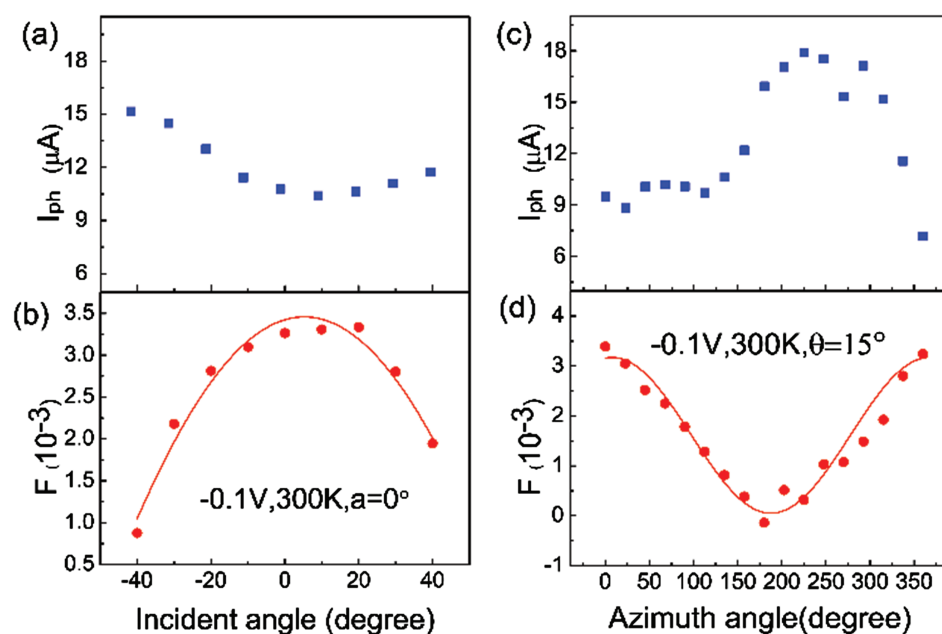 (a)
18
15
12
9
6
I_ph (μA)
(b)
3.5
3.0
2.5
2.0
1.5
1.0
0.5
F (10-3)
-0.1V,300K,a=0°
-40 -20 0 20 40
Incident angle (degree)
(c)
18
15
12
9
6
I_ph (μA)
(d)
4
3
2
1
0
-1
F (10-3)
-0.1V,300K,θ=15°
0 50 100 150 200 250 300 350
Azimuth angle(degree)